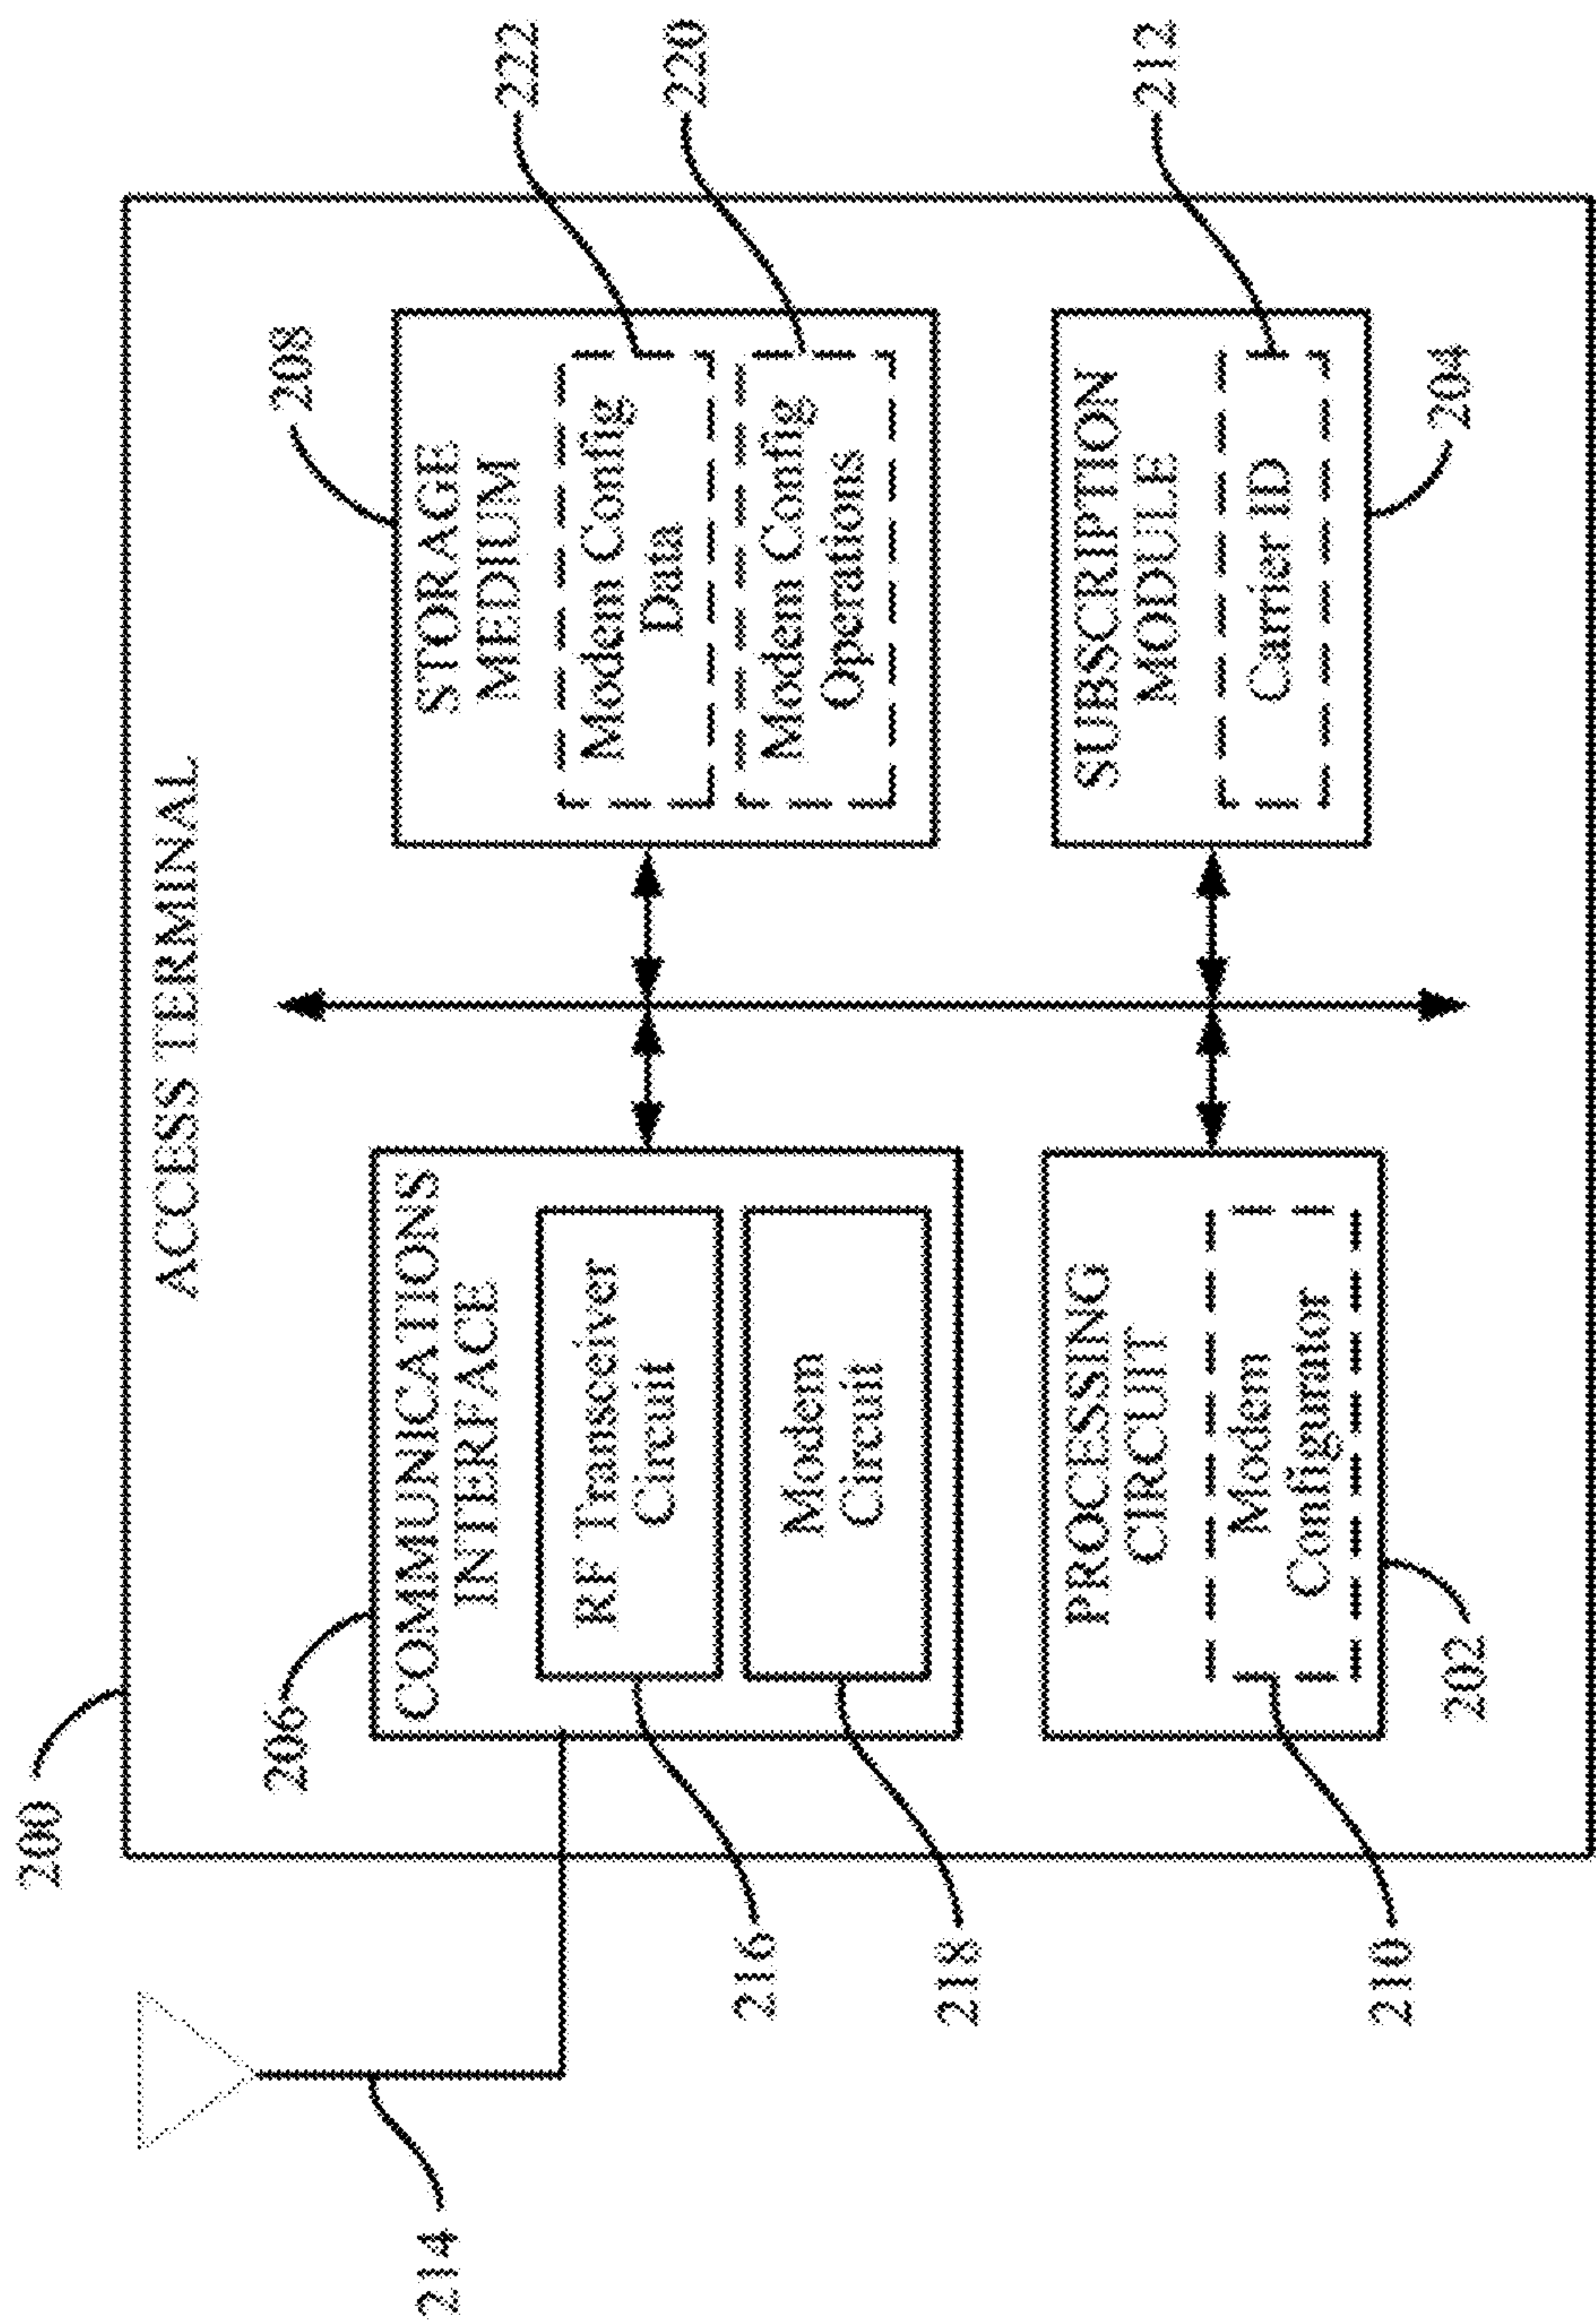 200
ACCESS TERMINAL
214
206
COMMUNICATIONS
INTERFACE
RF Transceiver
Circuit
Modem
Circuit
216
218
208
STORAGE
MEDIUM
Modem Config
Data
Modem Config
Operations
222
220
PROCESSING
CIRCUIT
Modem
Configurator
210
202
SUBSCRIPTION
MODULE
Carrier ID
212
204